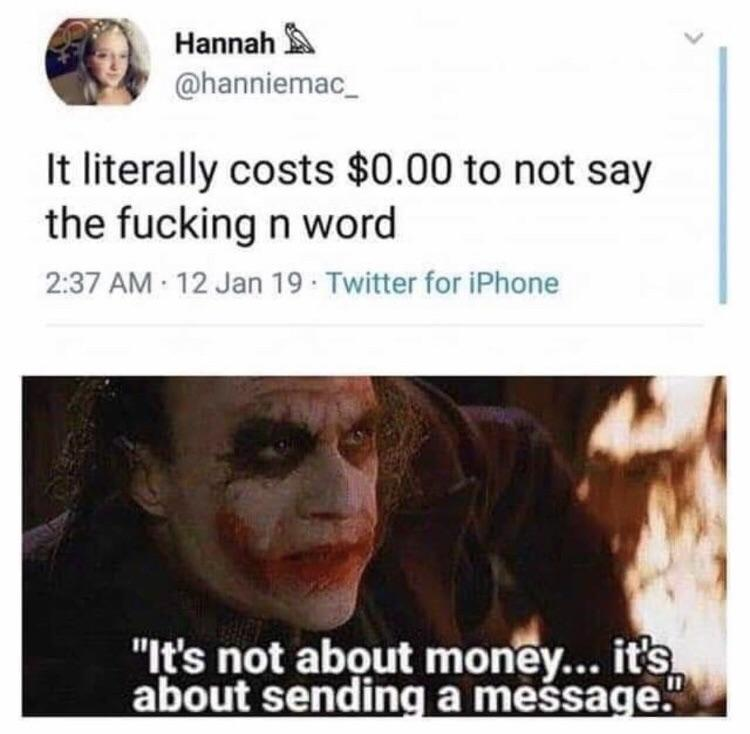 Hannah
@hanniemac_
It literally costs $0.00 to not say
the fucking n word
2:37 AM · 12 Jan 19 · Twitter for iPhone
"It's not about money... it's
about sending a message."